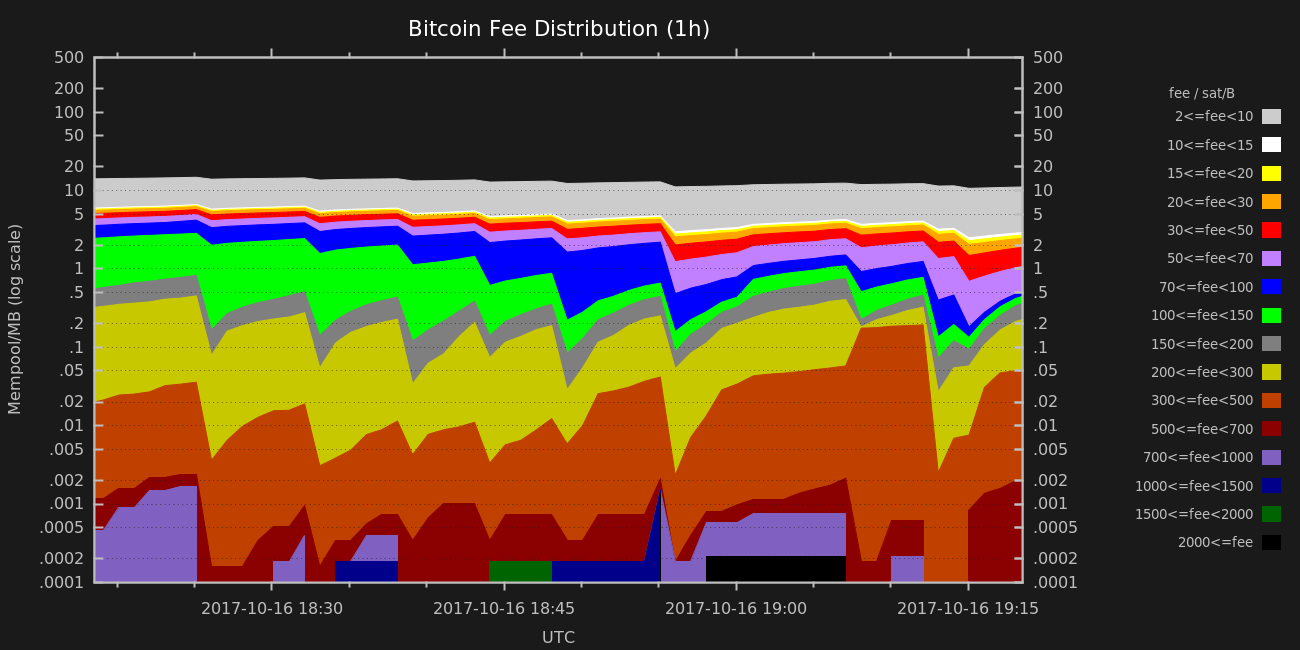 Bitcoin Fee Distribution (1h)
Mempool/MB (log scale)
500
200
100
50
20
10
5
2
1
.5
.2
.1
.05
.02
.01
.005
.002
.001
.0005
.0002
.0001
500
200
100
50
20
10
5
2
1
.5
.2
.1
.05
.02
.01
.005
.002
.001
.0005
.0002
.0001
2017-10-16 18:30
2017-10-16 18:45
2017-10-16 19:00
2017-10-16 19:15
UTC
fee / sat/B
2<=fee<10
10<=fee<15
15<=fee<20
20<=fee<30
30<=fee<50
50<=fee<70
70<=fee<100
100<=fee<150
150<=fee<200
200<=fee<300
300<=fee<500
500<=fee<700
700<=fee<1000
1000<=fee<1500
1500<=fee<2000
2000<=fee